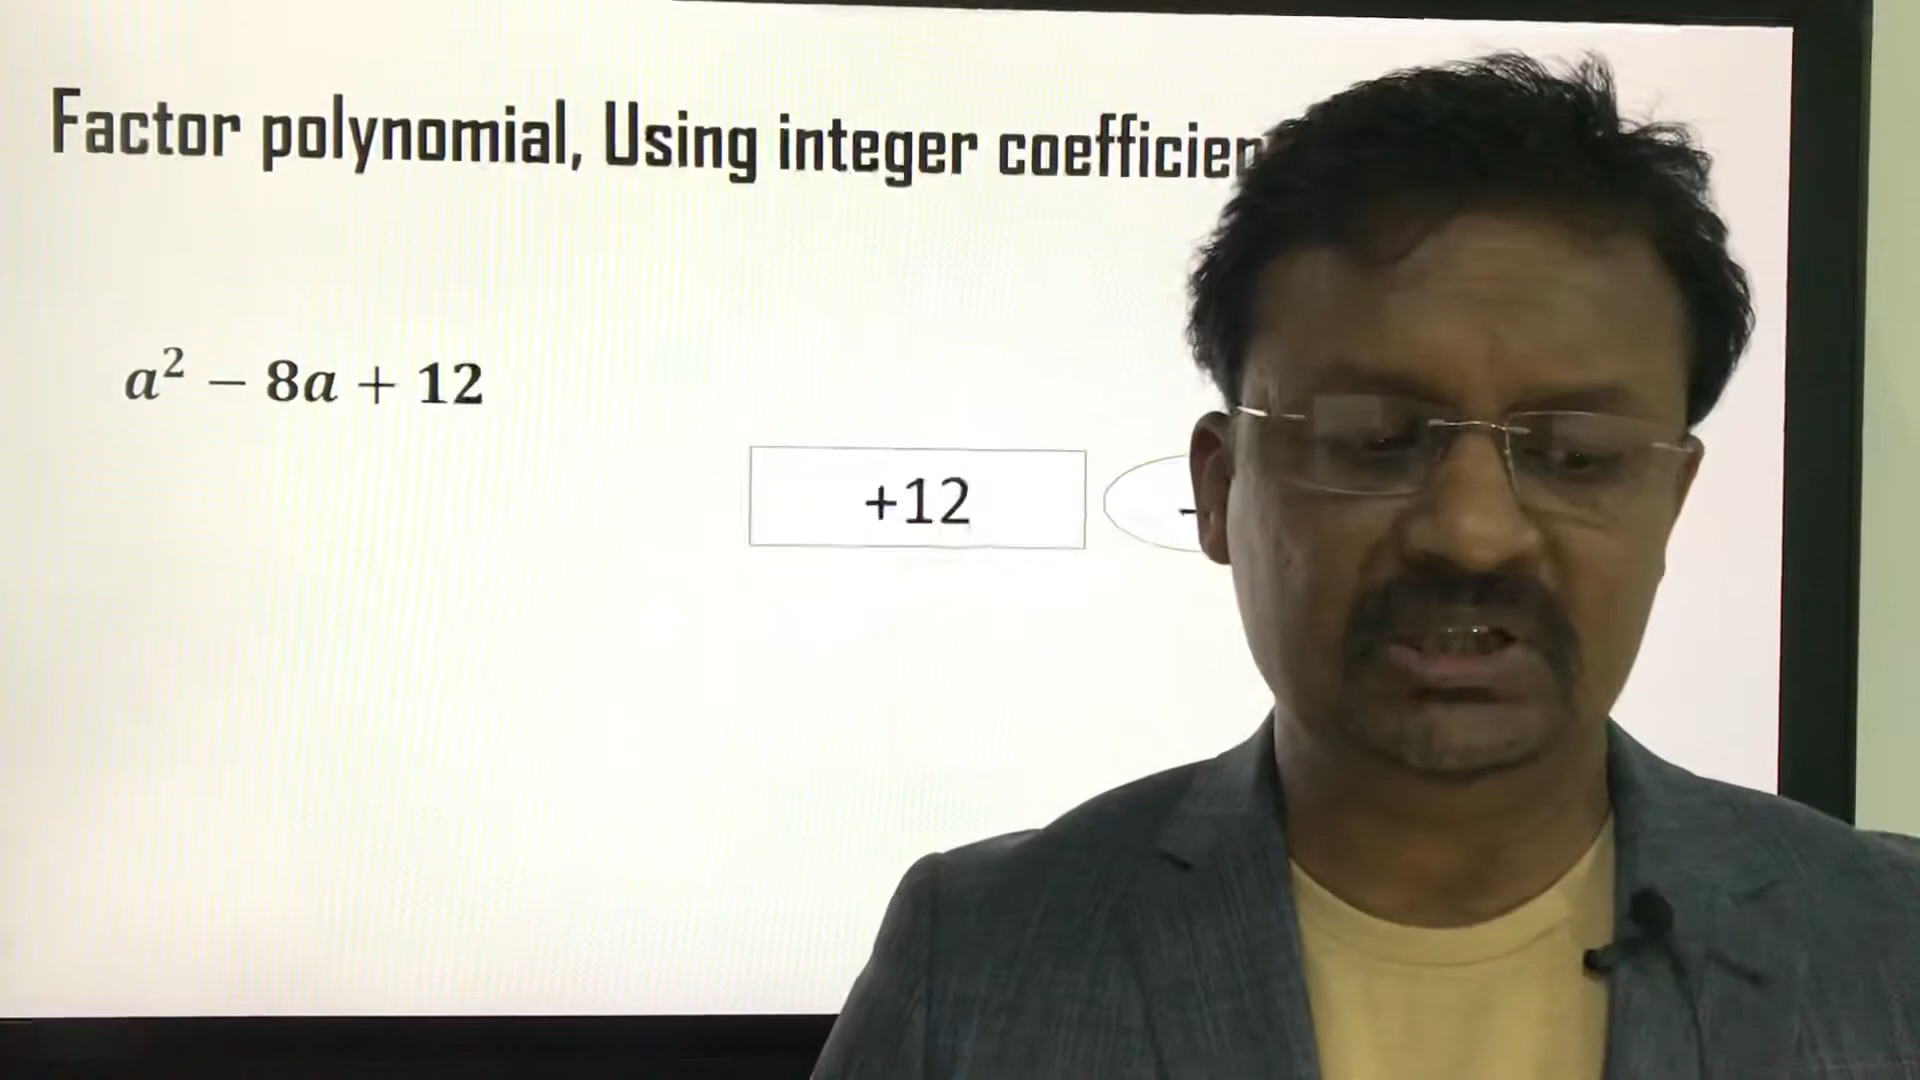 Factor polynomial, Using integer coefficien
a² − 8a + 12
+12 -